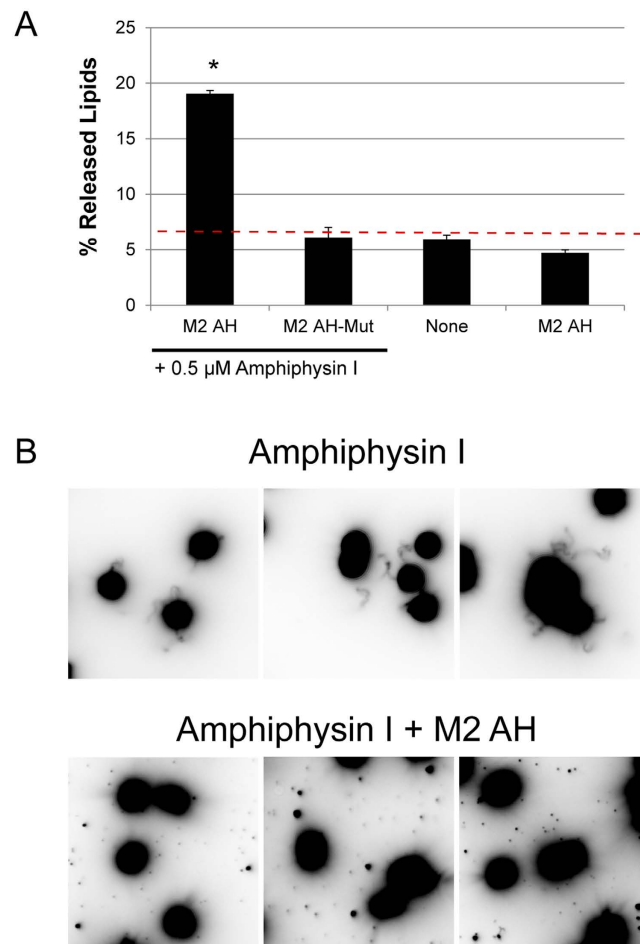 A
25
20
15
10
5
0
% Released Lipids
*
M2 AH M2 AH-Mut None M2 AH
+ 0.5 µM Amphiphysin I
B
Amphiphysin I
Amphiphysin I + M2 AH